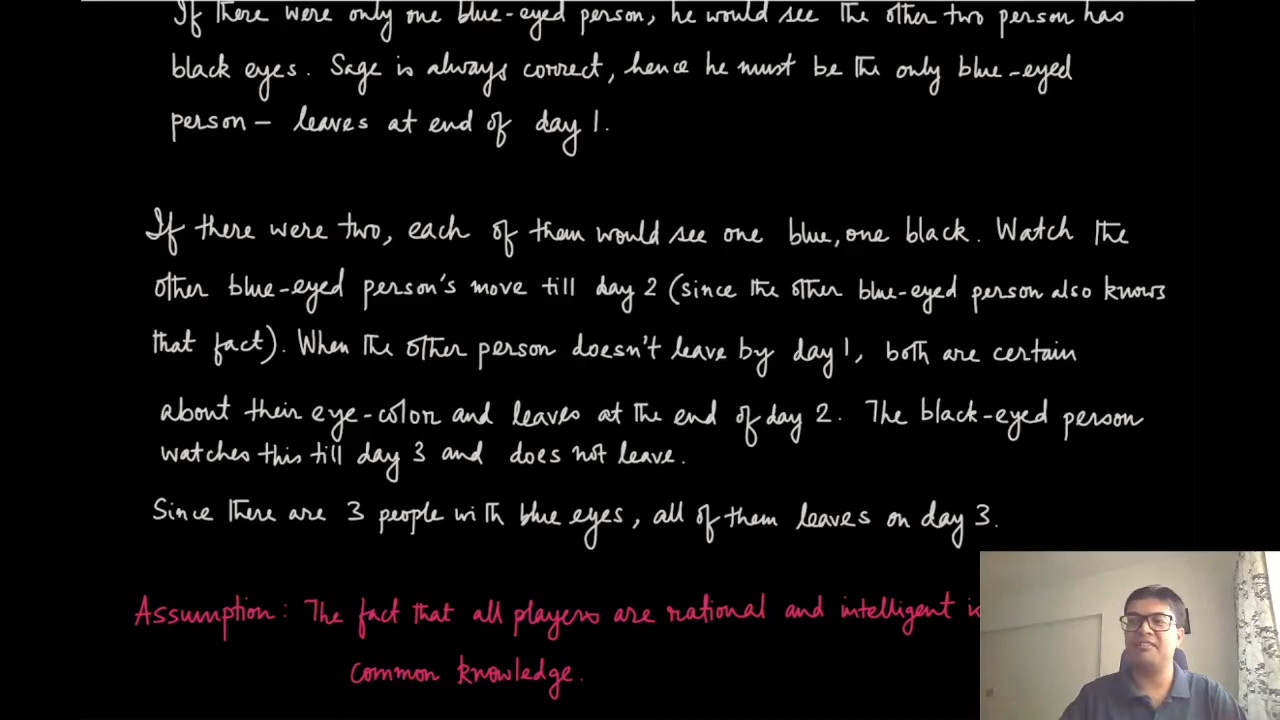 If there were only one blue-eyed person, he would see the other two person has
black eyes. Sage is always correct, hence he must be the only blue-eyed
person - leaves at end of day 1.
If there were two, each of them would see one blue, one black. Watch the
other blue-eyed person's move till day 2 (since the other blue-eyed person also knows
that fact). When the other person doesn't leave by day 1, both are certain
about their eye-color and leaves at the end of day 2. The black-eyed person
watches this till day 3 and does not leave.
Since there are 3 people with blue eyes, all of them leaves on day 3.
Assumption: The fact that all players are rational and intelligent
common knowledge.